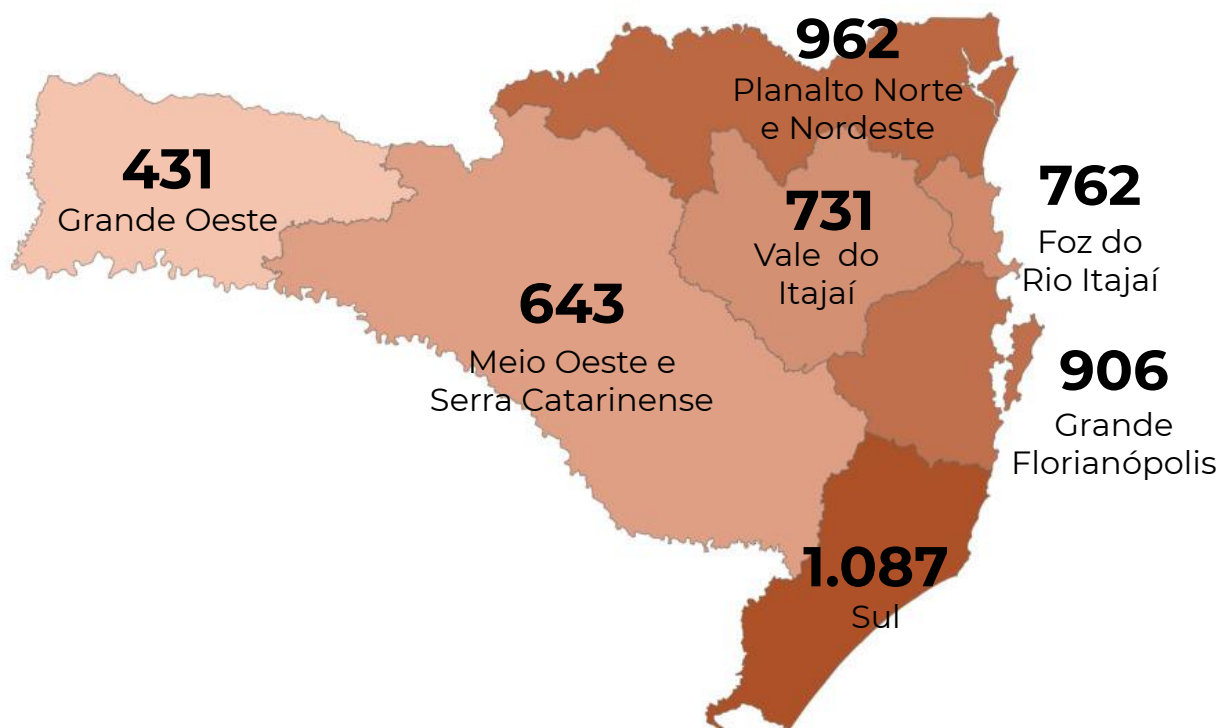 962
Planalto Norte
e Nordeste
431
Grande Oeste
731
Vale do
Itajaí
762
Foz do
Rio Itajaí
643
Meio Oeste e
Serra Catarinense
906
Grande
Florianópolis
1.087
Sul